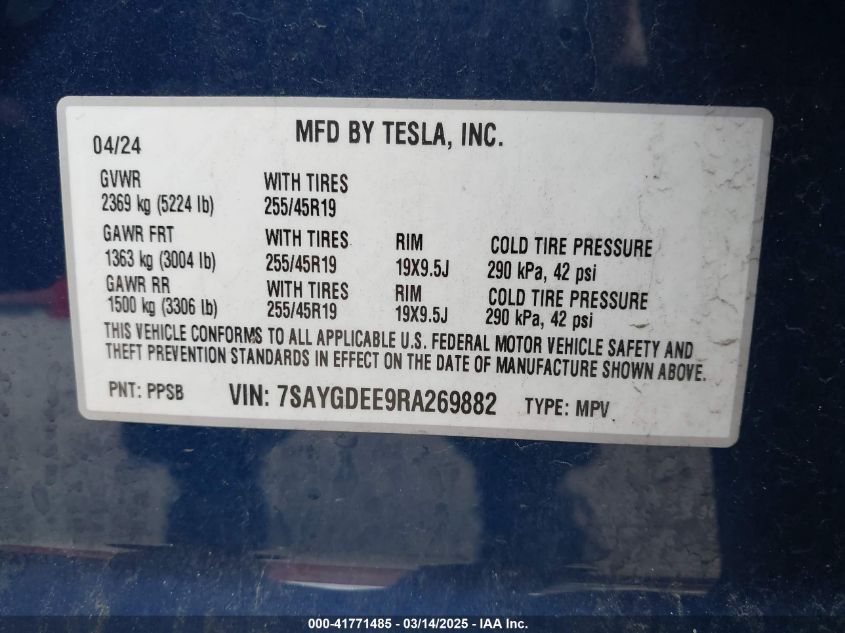 04/24 MFD BY TESLA, INC.
GVWR WITH TIRES
2369 kg (5224 lb) 255/45R19
GAWR FRT WITH TIRES RIM COLD TIRE PRESSURE
1363 kg (3004 lb) 255/45R19 19X9.5J 290 kPa, 42 psi
GAWR RR WITH TIRES RIM COLD TIRE PRESSURE
1500 kg (3306 lb) 255/45R19 19X9.5J 290 kPa, 42 psi
THIS VEHICLE CONFORMS TO ALL APPLICABLE U.S. FEDERAL MOTOR VEHICLE SAFETY AND
THEFT PREVENTION STANDARDS IN EFFECT ON THE DATE OF MANUFACTURE SHOWN ABOVE.
PNT: PPSB VIN: 7SAYGDEE9RA269882 TYPE: MPV
000-41771485 - 03/14/2025 - IAA Inc.